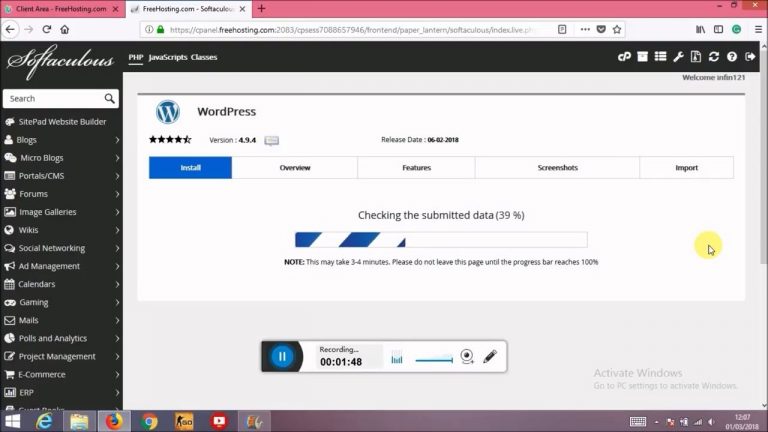 Client Area - FreeHosting.com
FreeHosting.com - Softaculous
https://cpanel.freehosting.com:2083/cpsess7088657946/frontend/paper_lantern/softaculous/index.live.ph
Softaculous
PHP JavaScripts Classes
Welcome infin121
Search
SitePad Website Builder
Blogs
Micro Blogs
Portals/CMS
Forums
Image Galleries
Wikis
Social Networking
Ad Management
Calendars
Gaming
Mails
Polls and Analytics
Project Management
E-Commerce
ERP
WordPress
Version : 4.9.4
Release Date : 06-02-2018
Install Overview Features Screenshots Import
Checking the submitted data (39 %)
NOTE: This may take 3-4 minutes. Please do not leave this page until the progress bar reaches 100%
Recording...
00:01:48
Activate Windows
Go to PC settings to activate Windows.
GO
12:07
01/03/2018